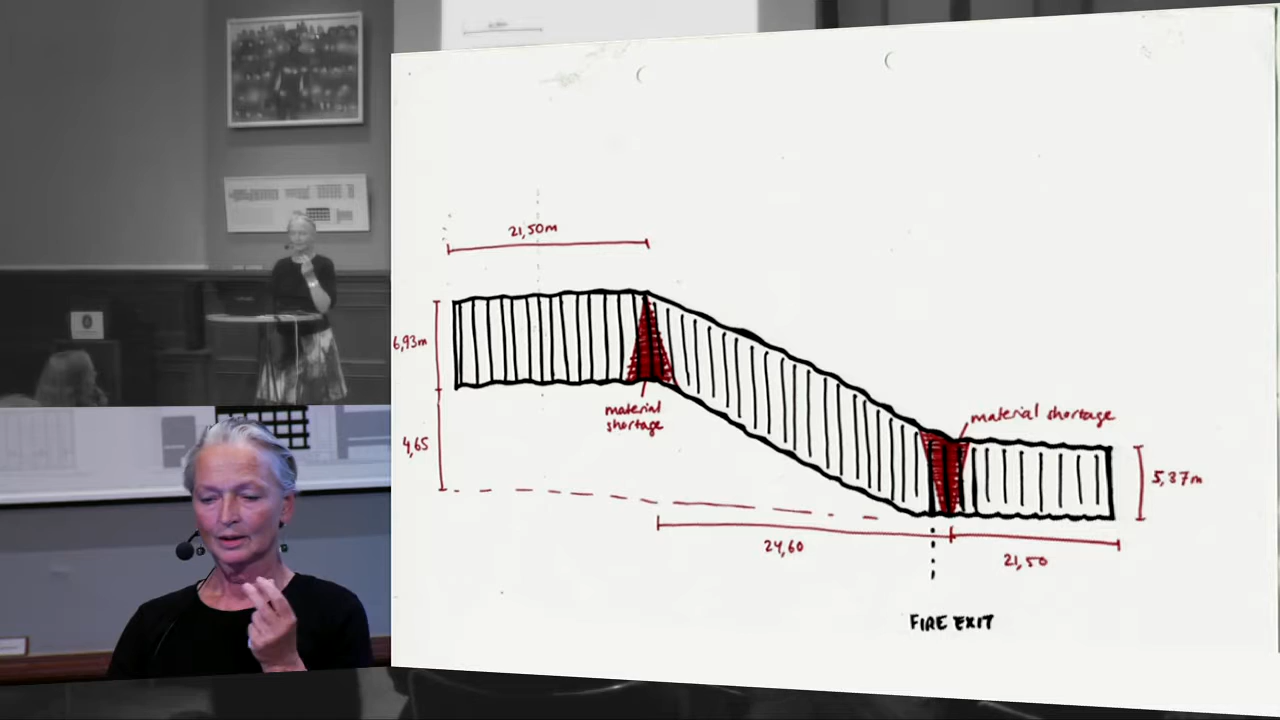 21,50m
6,93m
material
shortage
material shortage
4,65
5,87m
24,60
21,50
FIRE EXIT